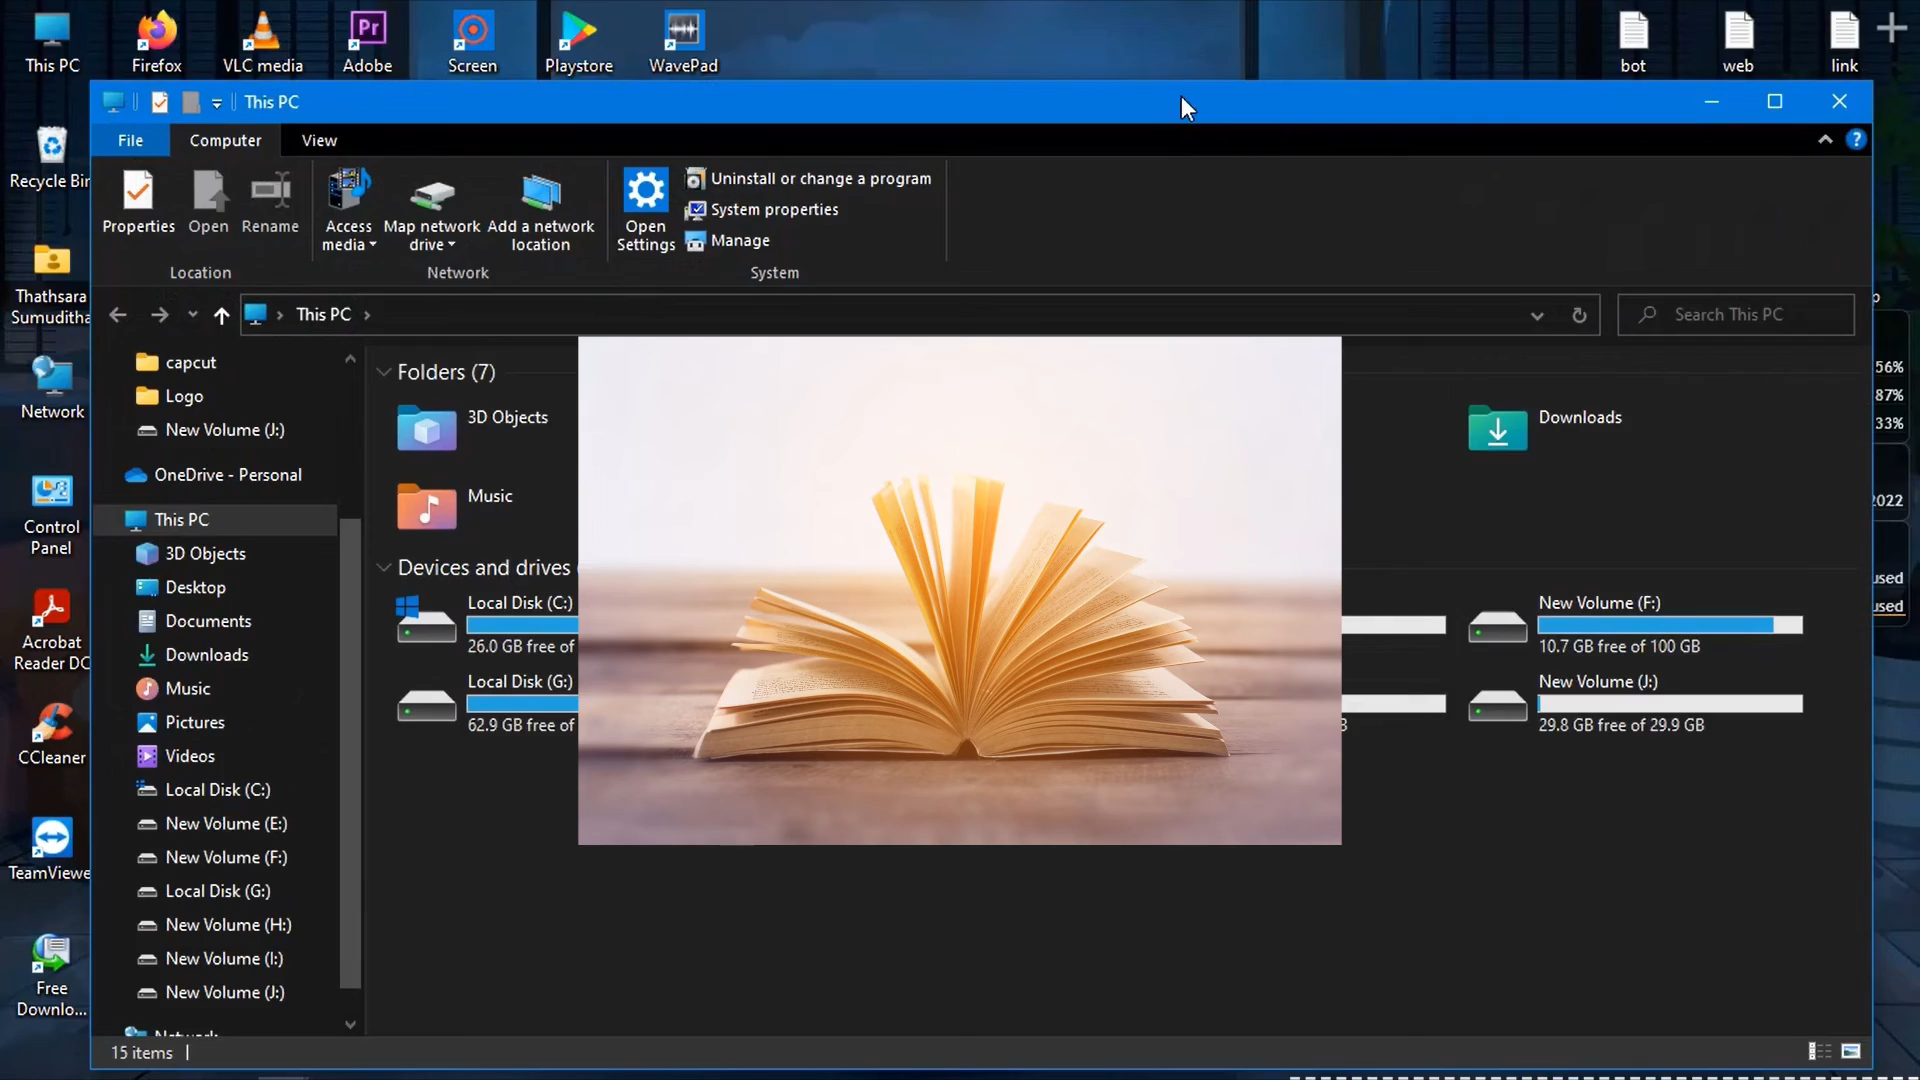 This PC
Firefox
VLC media
Adobe
Screen
Playstore
WavePad
bot
web
link
This PC
File
Computer
View
Recycle Bin
Properties
Open
Rename
Access
media
Map network
drive
Add a network
location
Open
Settings
Uninstall or change a program
System properties
Manage
Location
Network
System
Thathsara
Sumuditha
This PC
Search This PC
Network
capcut
Logo
New Volume (J:)
OneDrive - Personal
This PC
3D Objects
Desktop
Documents
Downloads
Music
Pictures
Videos
Local Disk (C:)
New Volume (E:)
New Volume (F:)
Local Disk (G:)
New Volume (H:)
New Volume (I:)
New Volume (J:)
Network
Folders (7)
3D Objects
Downloads
Music
Devices and drives
Local Disk (C:)
26.0 GB free of
New Volume (F:)
10.7 GB free of 100 GB
Local Disk (G:)
62.9 GB free of
New Volume (J:)
29.8 GB free of 29.9 GB
56%
87%
33%
2022
used
used
Control
Panel
Acrobat
Reader DC
CCleaner
TeamViewe
Free
Downlo...
15 items